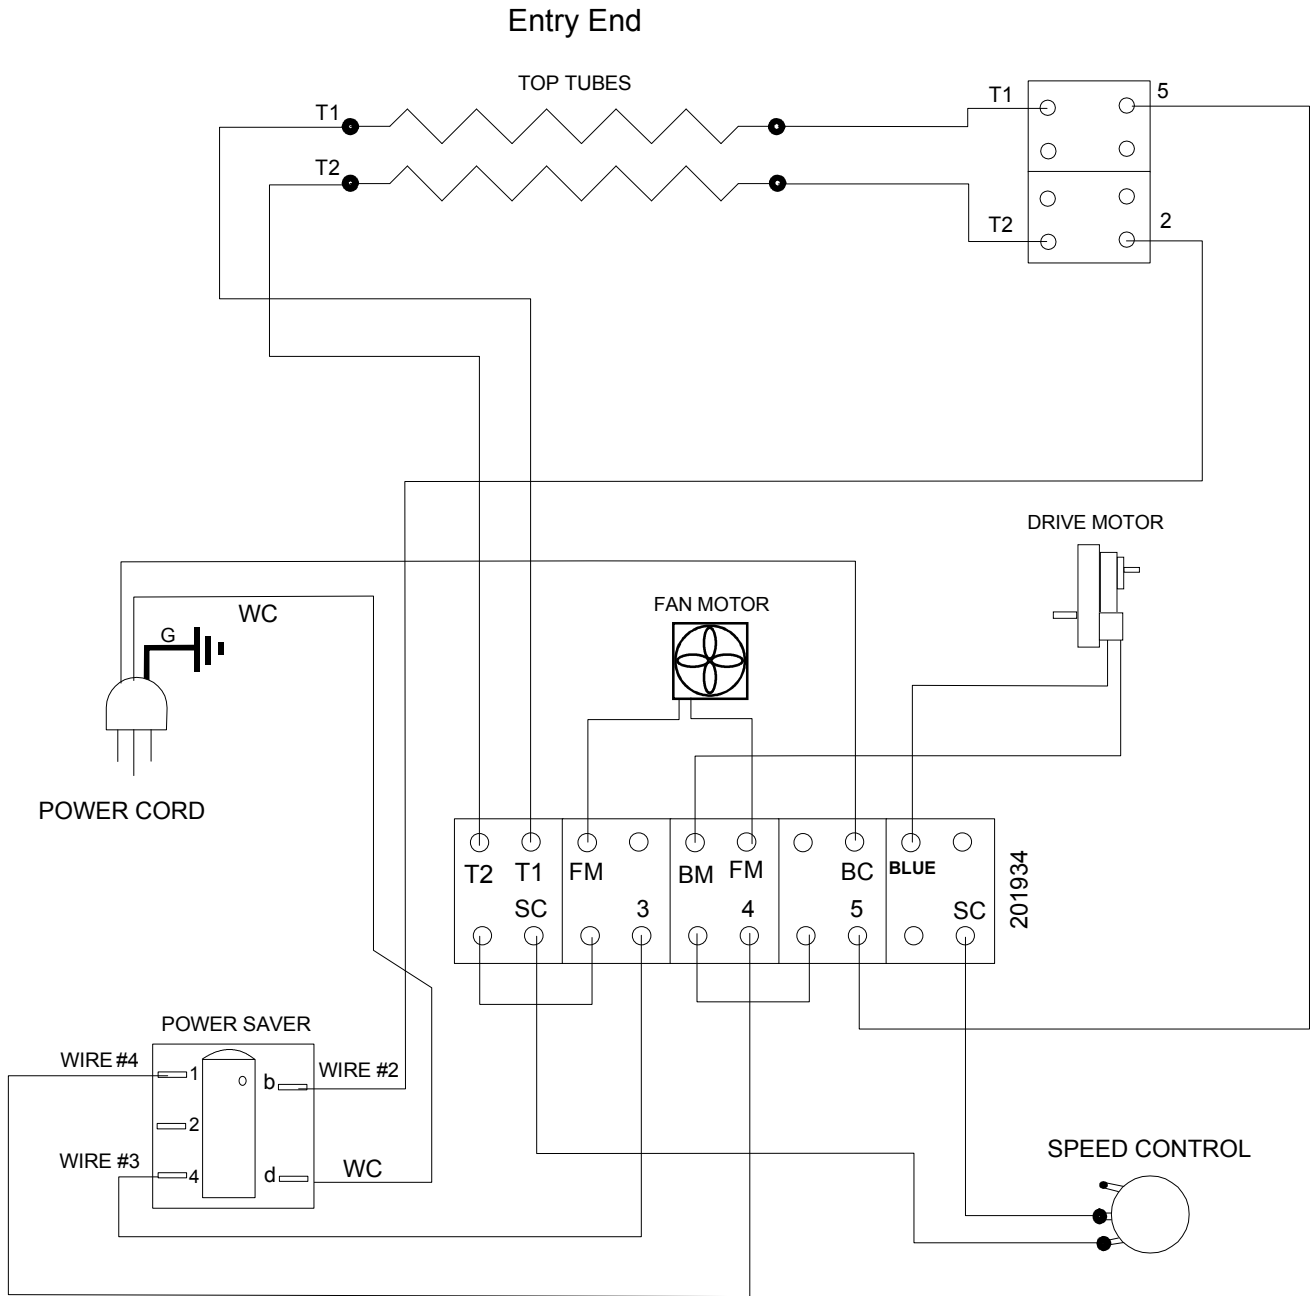 Entry End
TOP TUBES
T1
T1
5
T2
T2
2
DRIVE MOTOR
FAN MOTOR
WC
G
POWER CORD
T2 T1 FM BM FM BC BLUE
SC 3 4 5 SC
201934
POWER SAVER
WIRE #4
1
b
WIRE #2
2
WIRE #3
4
d
WC
SPEED CONTROL